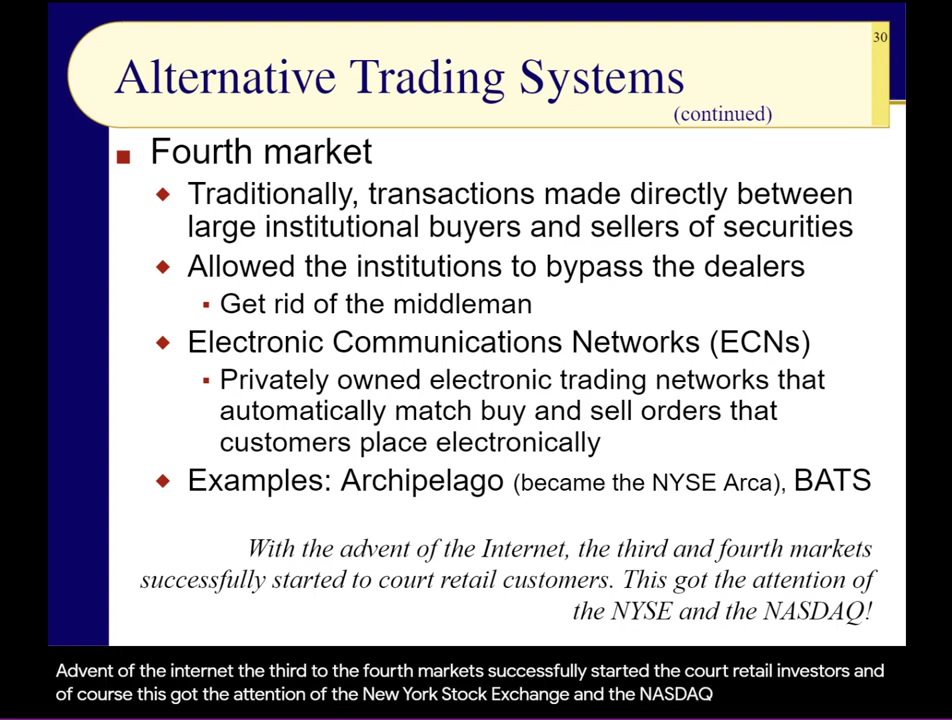 30
Alternative Trading Systems
(continued)
Fourth market
Traditionally, transactions made directly between
large institutional buyers and sellers of securities
Allowed the institutions to bypass the dealers
Get rid of the middleman
Electronic Communications Networks (ECNs)
Privately owned electronic trading networks that
automatically match buy and sell orders that
customers place electronically
Examples: Archipelago (became the NYSE Arca), BATS
With the advent of the Internet, the third and fourth markets
successfully started to court retail customers. This got the attention of
the NYSE and the NASDAQ!
Advent of the internet the third to the fourth markets successfully started the court retail investors and
of course this got the attention of the New York Stock Exchange and the NASDAQ